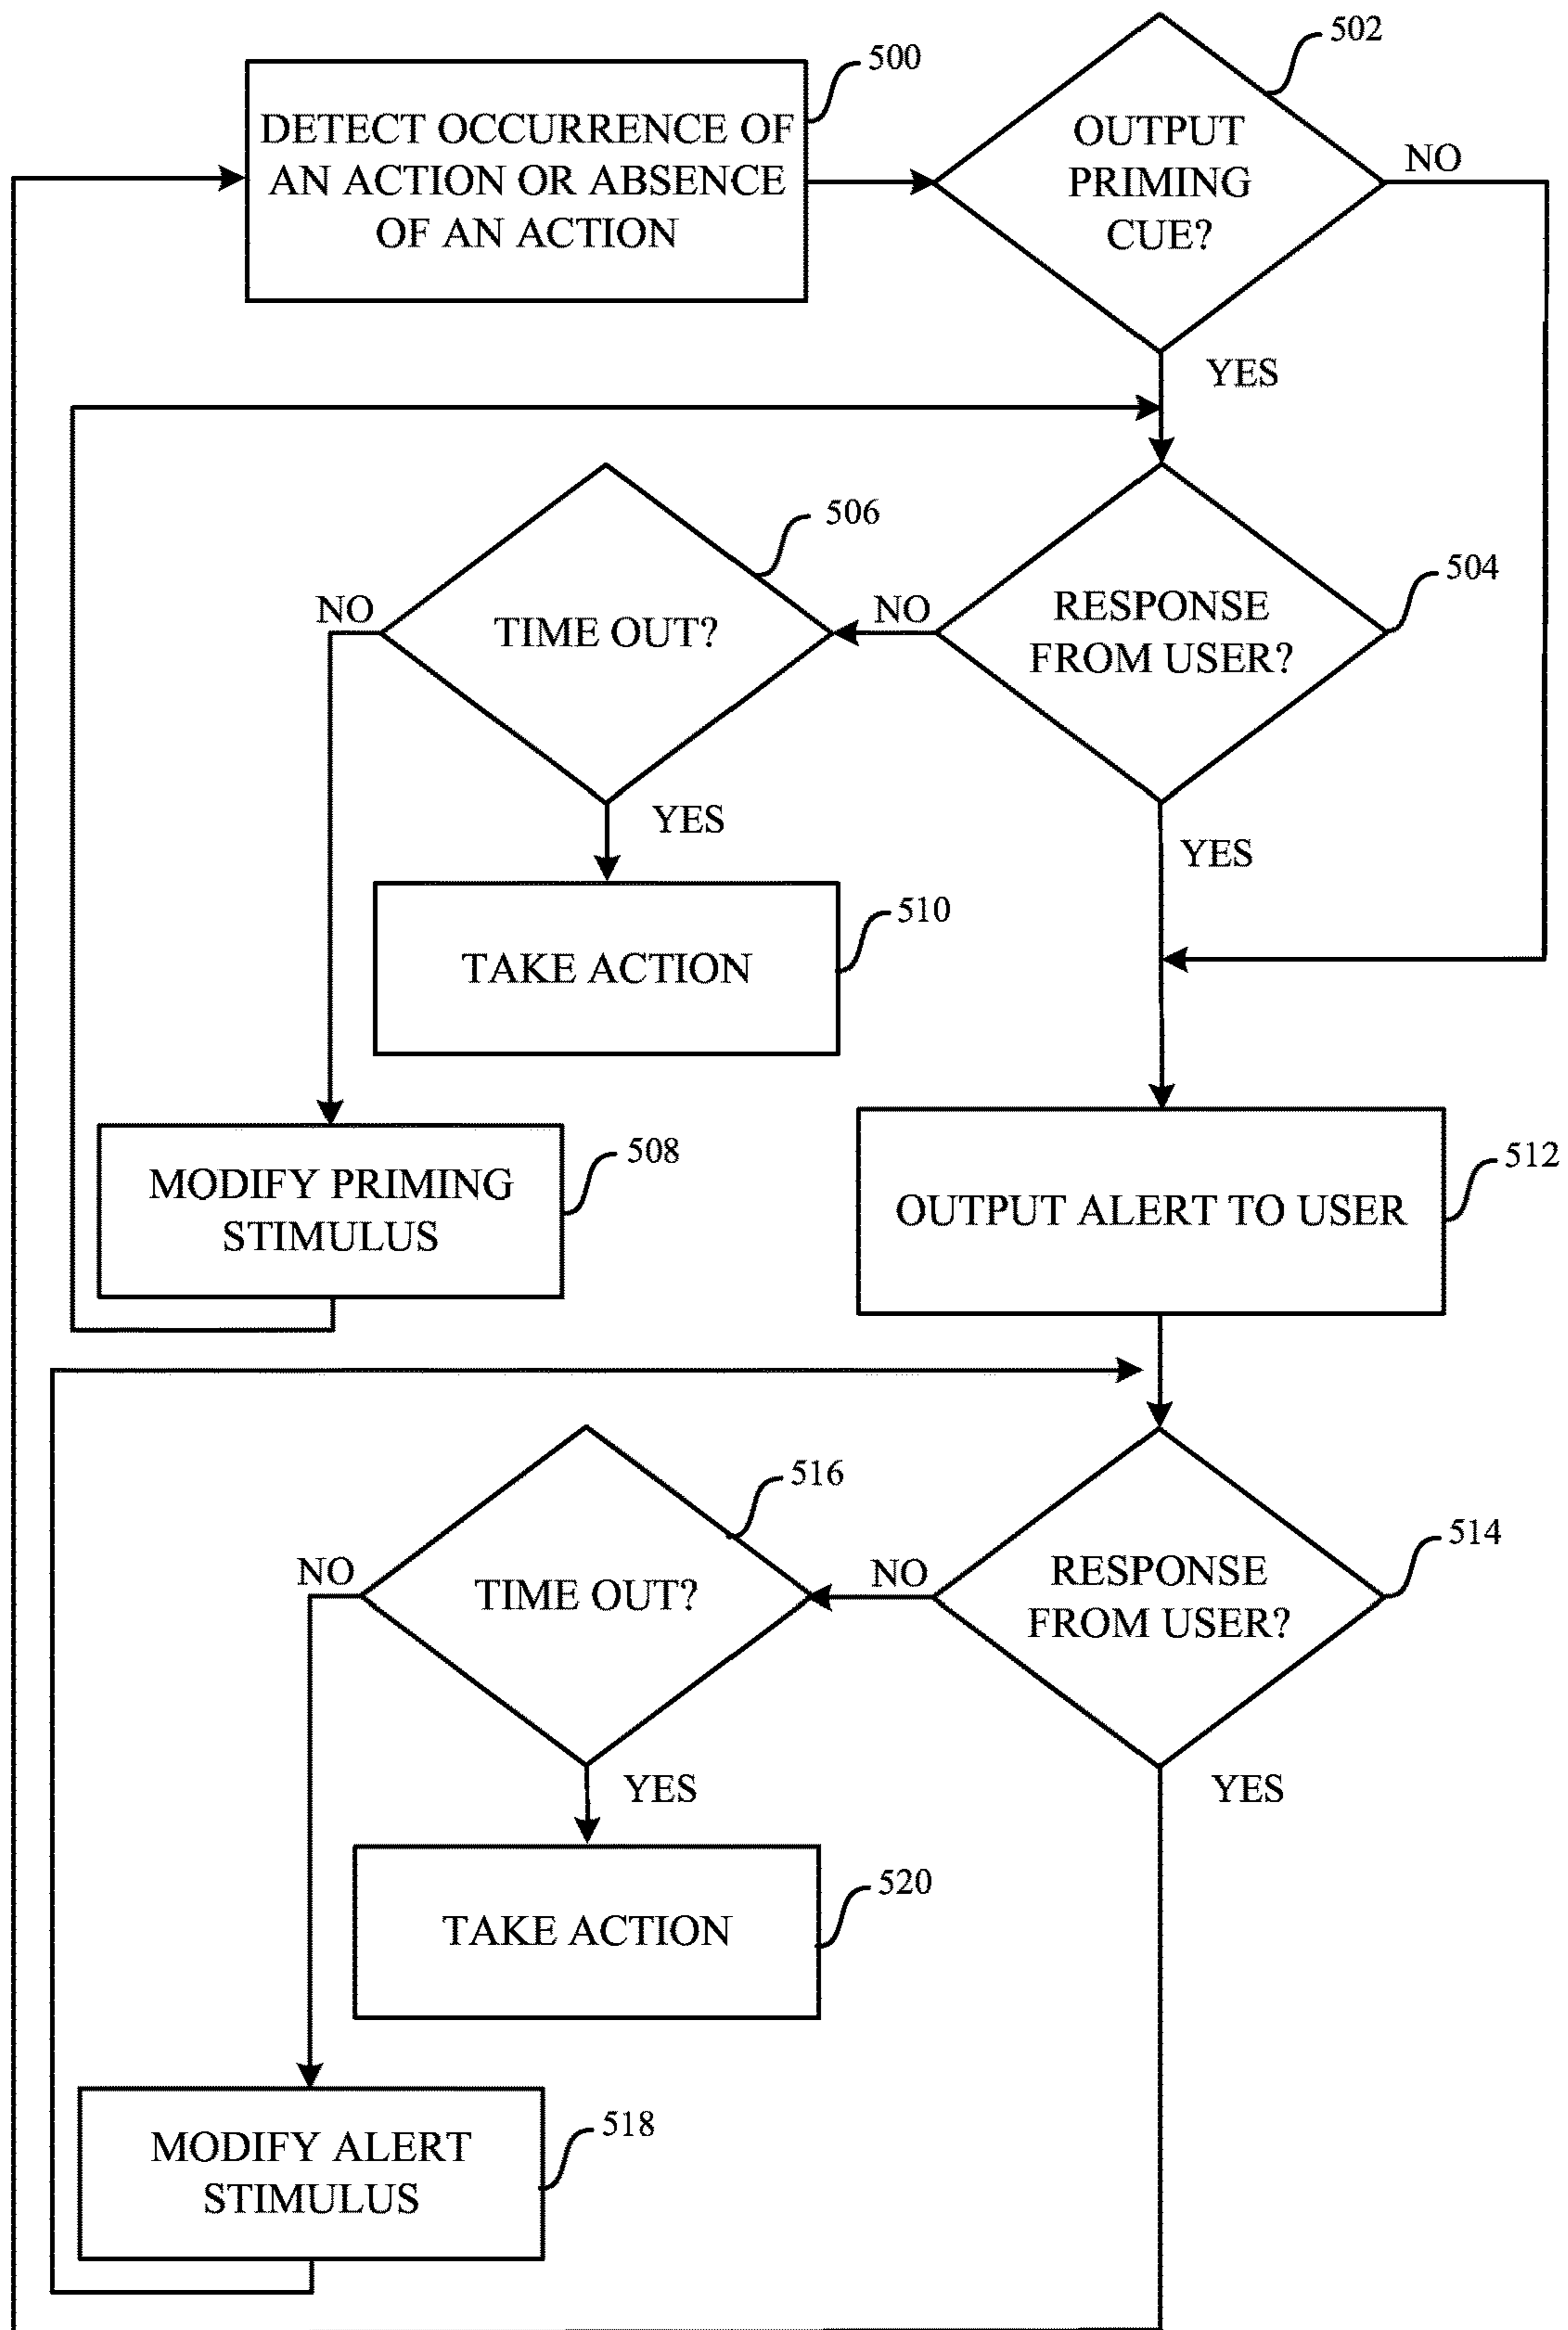 500
502
DETECT OCCURRENCE OF
AN ACTION OR ABSENCE
OF AN ACTION
OUTPUT
PRIMING
CUE?
NO
YES
506
504
NO
TIME OUT?
NO
RESPONSE
FROM USER?
YES
YES
510
TAKE ACTION
508
MODIFY PRIMING
STIMULUS
512
OUTPUT ALERT TO USER
516
514
NO
TIME OUT?
NO
RESPONSE
FROM USER?
YES
YES
520
TAKE ACTION
518
MODIFY ALERT
STIMULUS